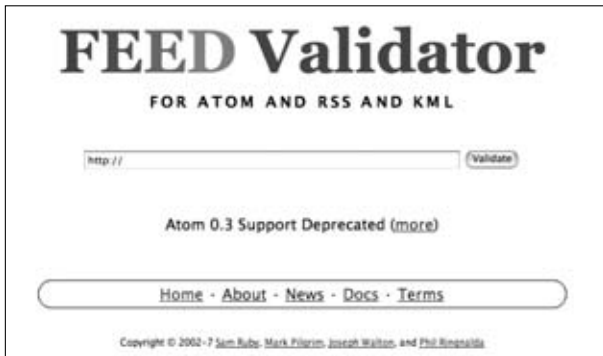 FEED Validator
FOR ATOM AND RSS AND KML
http://
Validate
Atom 0.3 Support Deprecated (more)
Home - About - News - Docs - Terms
Copyright © 2002-7 Sam Ruby, Mark Pilgrim, Joseph Walton, and Phil Ringnalda